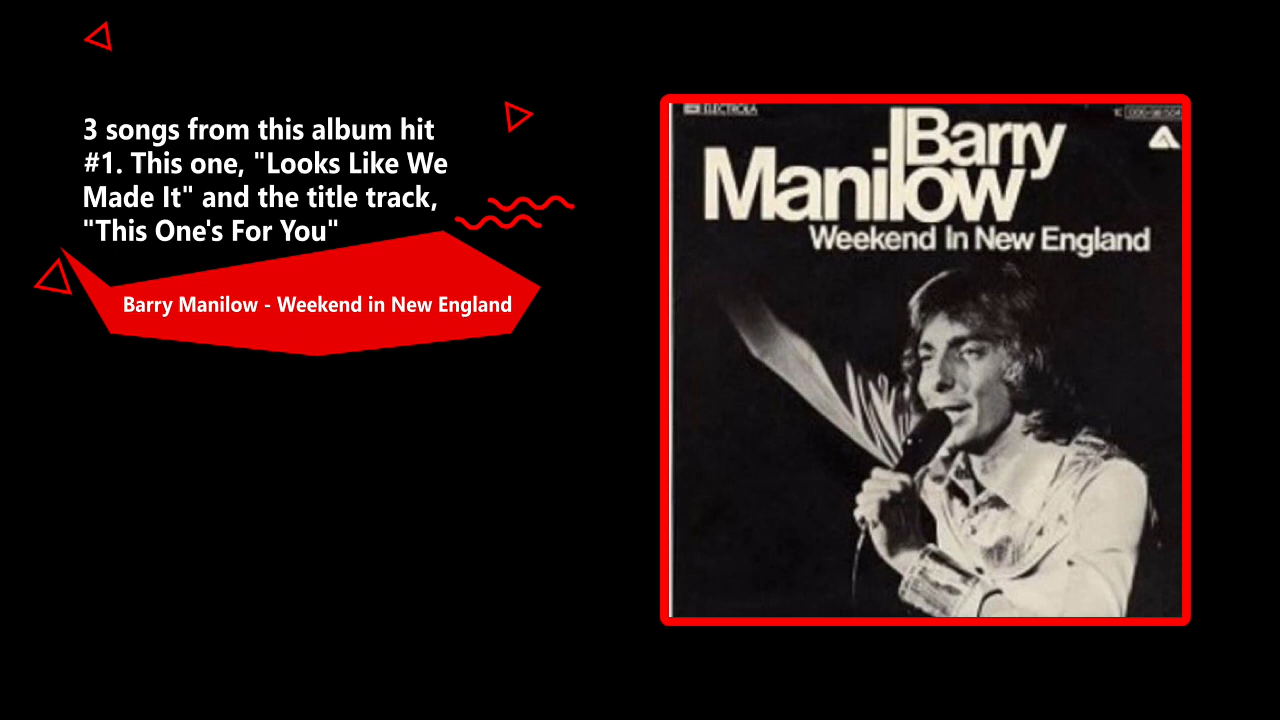 3 songs from this album hit
#1. This one, "Looks Like We
Made It" and the title track,
"This One's For You"
Barry Manilow - Weekend in New England
ELECTROLA
Barry
Manilow
Weekend In New England